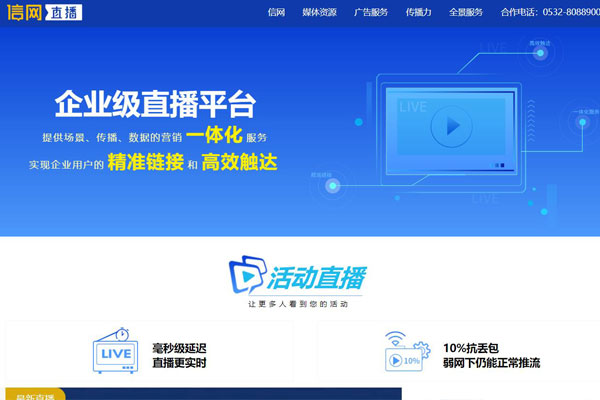 信网直播
信网 媒体资源 广告服务 传播力 全景服务 合作电话：0532-8088900
企业级直播平台
提供场景、传播、数据的营销 一体化 服务
实现企业用户的 精准链接 和 高效触达
LIVE
高效触达
LIVE
LIVE
活动直播
让更多人看到您的活动
LIVE
毫秒级延迟
直播更实时
10%
10%抗丢包
弱网下仍能正常推流
最新直播